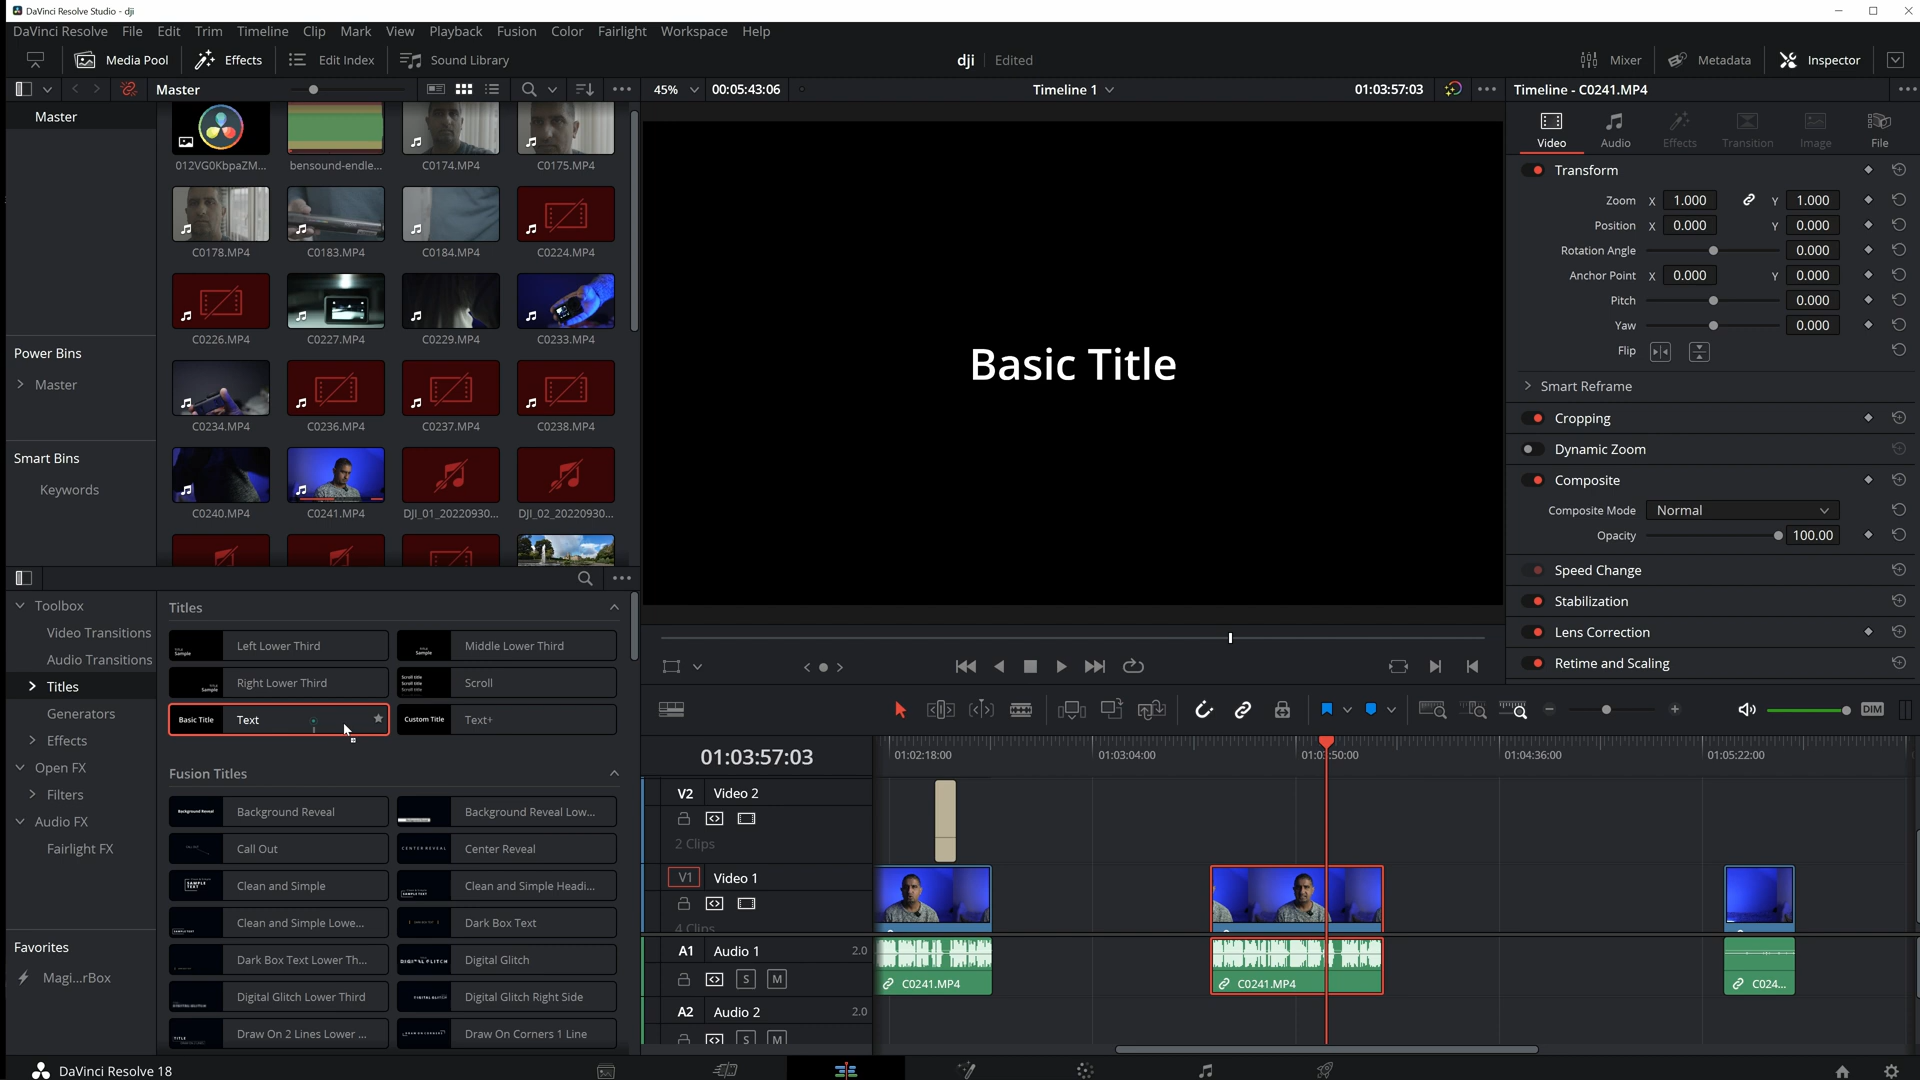 DaVinci Resolve Studio - dji
DaVinci Resolve File Edit Trim Timeline Clip Mark View Playback Fusion Color Fairlight Workspace Help
Media Pool Effects Edit Index Sound Library dji Edited Mixer Metadata Inspector
Master 45% 00:05:43:06 Timeline 1 01:03:57:03 Timeline - C0241.MP4
Master
012VG0KbpaZM... bensound-endle... C0174.MP4 C0175.MP4
C0178.MP4 C0183.MP4 C0184.MP4 C0224.MP4
C0226.MP4 C0227.MP4 C0229.MP4 C0233.MP4
C0234.MP4 C0236.MP4 C0237.MP4 C0238.MP4
C0240.MP4 C0241.MP4 DJI_01_20220930... DJI_02_20220930...
Power Bins
Master
Smart Bins
Keywords
Basic Title
Video Audio Effects Transition Image File
Transform
Zoom X 1.000 Y 1.000
Position X 0.000 Y 0.000
Rotation Angle 0.000
Anchor Point X 0.000 Y 0.000
Pitch 0.000
Yaw 0.000
Flip
Smart Reframe
Cropping
Dynamic Zoom
Composite
Composite Mode Normal
Opacity 100.00
Speed Change
Stabilization
Lens Correction
Retime and Scaling
Toolbox
Video Transitions
Audio Transitions
Titles
Generators
Effects
Open FX
Filters
Audio FX
Fairlight FX
Favorites
Magi...rBox
Titles
Left Lower Third Middle Lower Third
Right Lower Third Scroll
Basic Title Text Custom Title Text+
Fusion Titles
Background Reveal Background Reveal Low...
Call Out Center Reveal
Clean and Simple Clean and Simple Headi...
Clean and Simple Lowe... Dark Box Text
Dark Box Text Lower Th... Digital Glitch
Digital Glitch Lower Third Digital Glitch Right Side
Draw On 2 Lines Lower ... Draw On Corners 1 Line
DIM
01:03:57:03 01:02:18:00 01:03:04:00 01:03:50:00 01:04:36:00 01:05:22:00
V2 Video 2
2 Clips
V1 Video 1
4 Clips
A1 Audio 1 2.0
S M
C0241.MP4 C0241.MP4 C024...
A2 Audio 2 2.0
S M
DaVinci Resolve 18